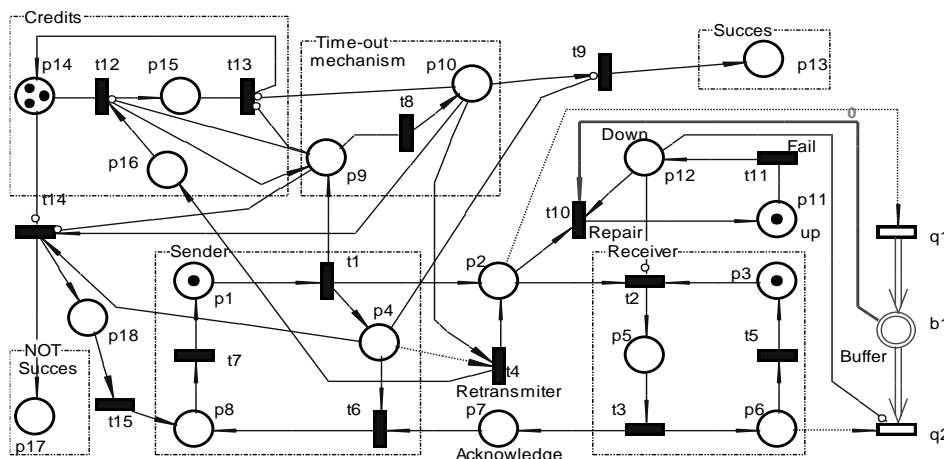 Credits
p14
t12
p15
t13
Time-out
mechanism
p10
t8
t9
Succes
p13
p16
p9
Down
p12
0
Fail
t11
p11
up
t10
Repair
q1
t14
Sender
t1
p1
p2
Receiver
t2
p3
p4
p18
p5
b1
Buffer
NOT
Succes
t7
t5
t4
Retransmiter
p17
t15
p8
t6
p7
Acknowledge
t3
p6
q2